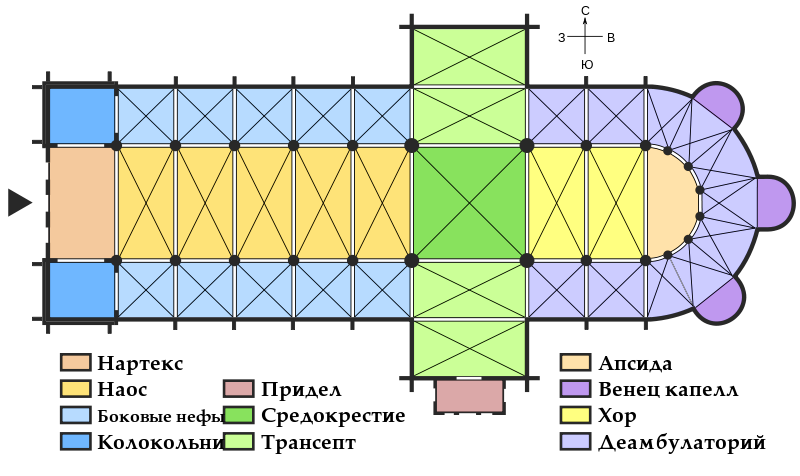 С
З В
Ю
Нартекс
Наос
Боковые нефы
Колокольни
Придел
Средокрестие
Трансепт
Апсида
Венец капелл
Хор
Деамбулаторий